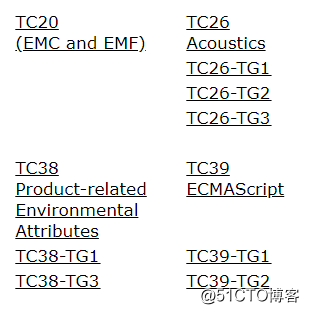 TC20
(EMC and EMF)
TC26
Acoustics
TC26-TG1
TC26-TG2
TC26-TG3
TC38
Product-related
Environmental
Attributes
TC38-TG1
TC38-TG3
TC39
ECMAScript
TC39-TG1
TC39-TG2
@51CTO博客